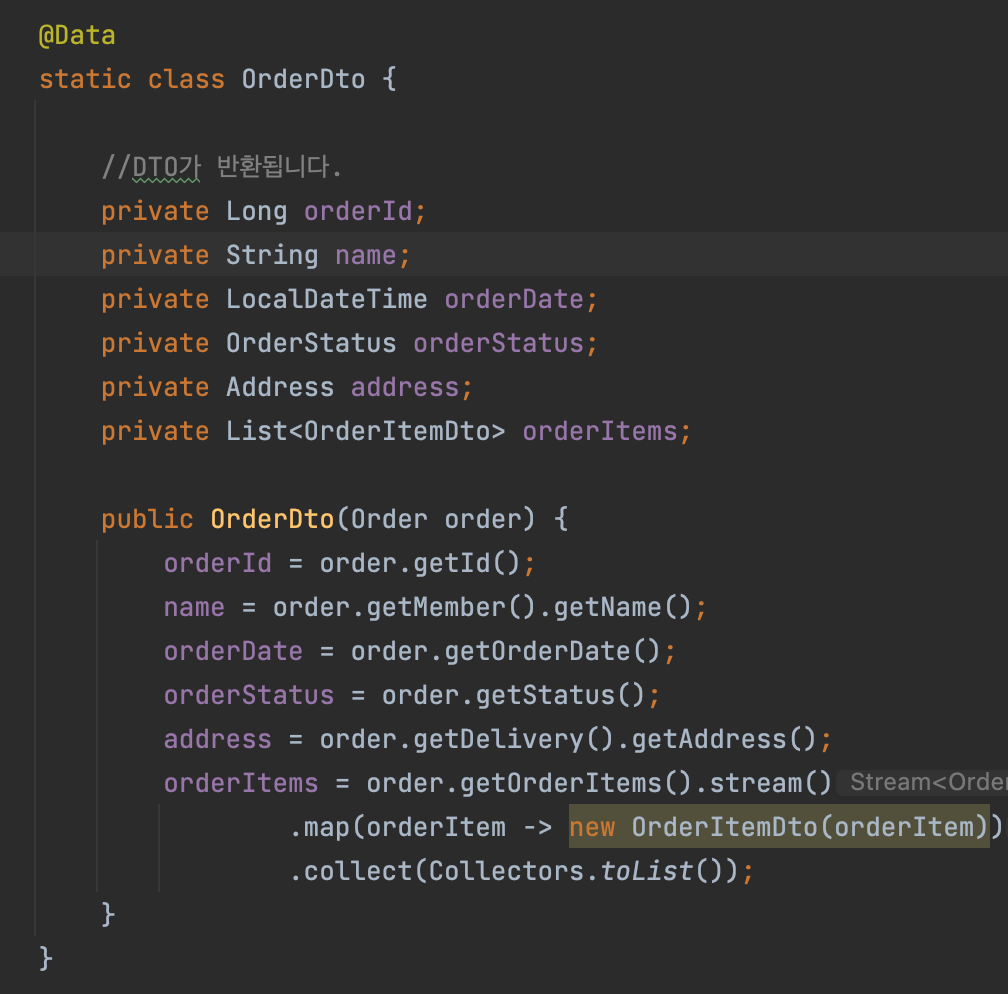 @Data
static class OrderDto {
//DTO가 반환됩니다.
private Long orderId;
private String name;
private LocalDateTime orderDate;
private OrderStatus orderStatus;
private Address address;
private List<OrderItemDto> orderItems;
public OrderDto(Order order) {
orderId = order.getId();
name = order.getMember().getName();
orderDate = order.getOrderDate();
orderStatus = order.getStatus();
address = order.getDelivery().getAddress();
orderItems = order.getOrderItems().stream() Stream<Order
.map(orderItem -> new OrderItemDto(orderItem))
.collect(Collectors.toList());
}
}